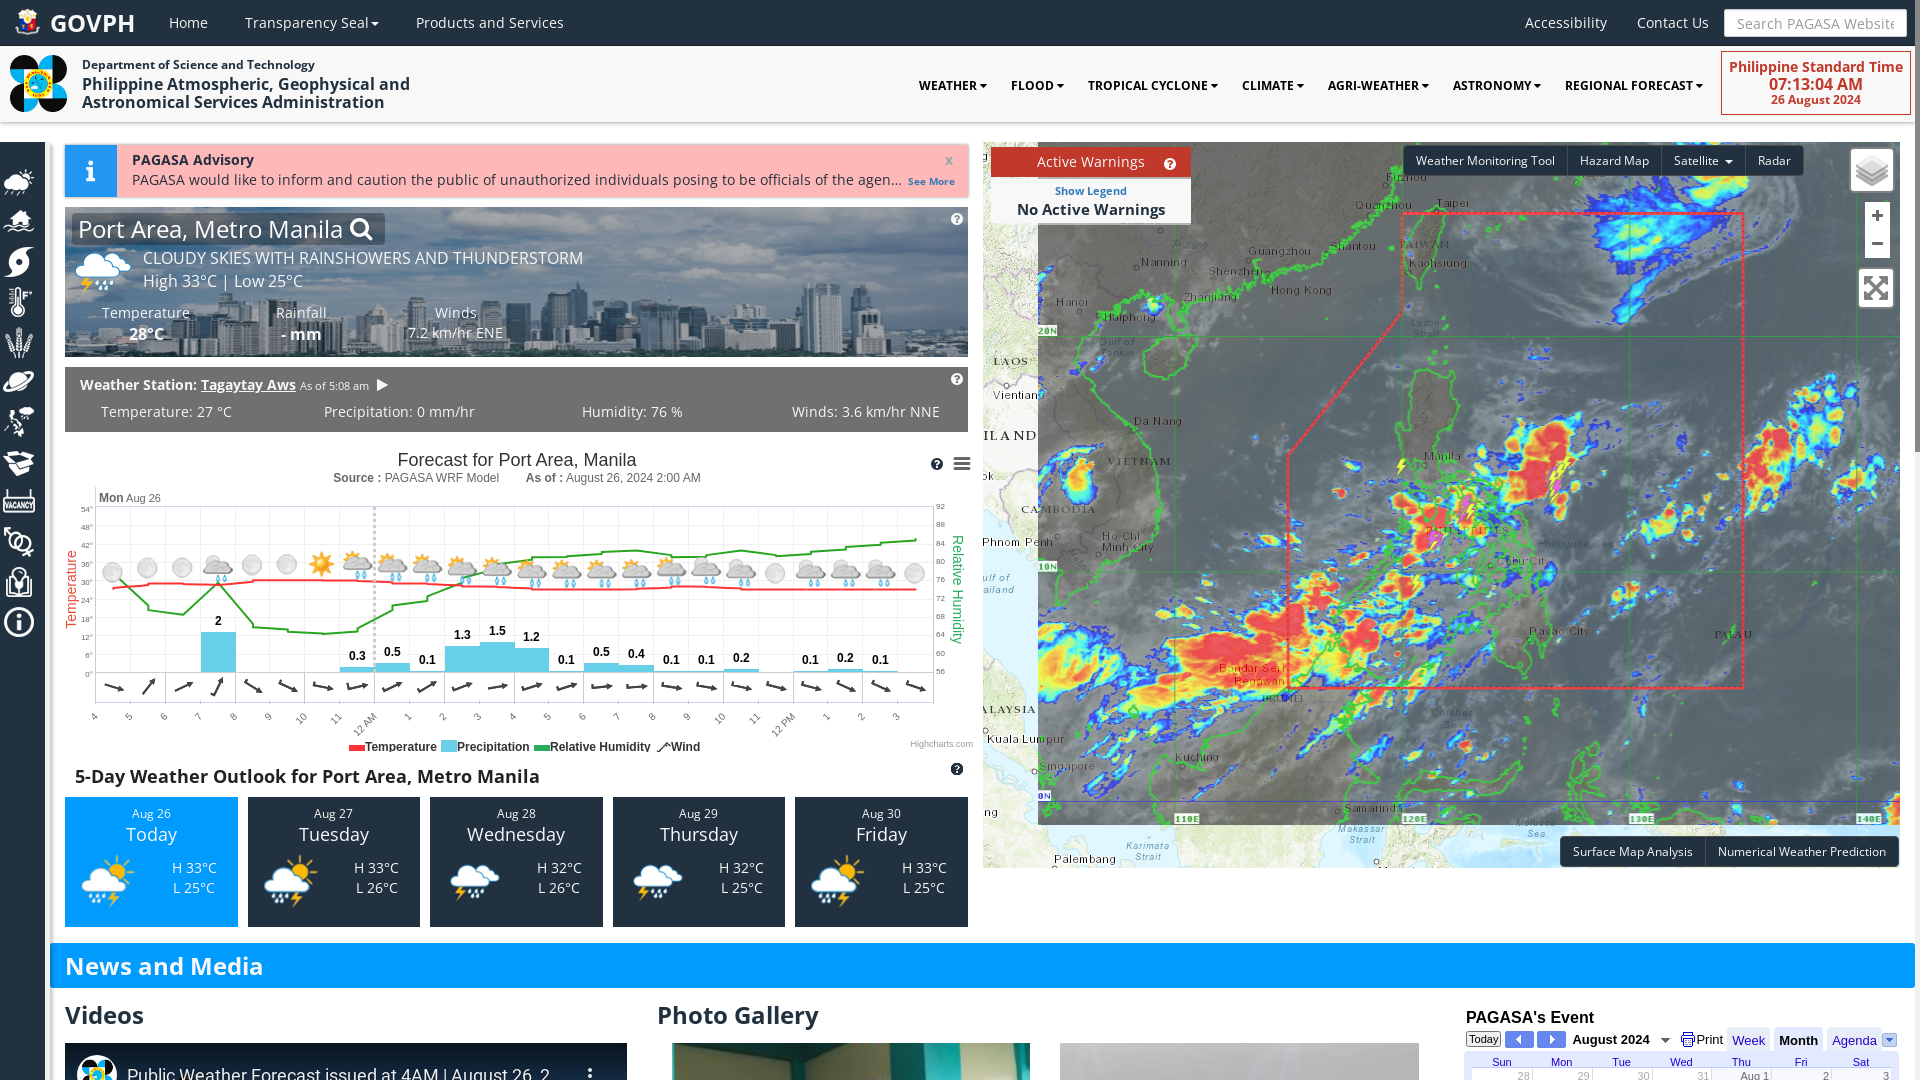 GOVPH
Home
Transparency Seal
Products and Services
Accessibility
Contact Us
Search PAGASA Website
Department of Science and Technology
Philippine Atmospheric, Geophysical and
Astronomical Services Administration
WEATHER
FLOOD
TROPICAL CYCLONE
CLIMATE
AGRI-WEATHER
ASTRONOMY
REGIONAL FORECAST
Philippine Standard Time
07:13:04 AM
26 August 2024
PAGASA Advisory
x
PAGASA would like to inform and caution the public of unauthorized individuals posing to be officials of the agen... See More
Port Area, Metro Manila
CLOUDY SKIES WITH RAINSHOWERS AND THUNDERSTORM
High 33°C | Low 25°C
Temperature Rainfall Winds
28°C - mm 7.2 km/hr ENE
Weather Station: Tagaytay Aws As of 5:08 am
Temperature: 27 °C Precipitation: 0 mm/hr Humidity: 76 % Winds: 3.6 km/hr NNE
Forecast for Port Area, Manila
Source : PAGASA WRF Model As of : August 26, 2024 2:00 AM
Mon Aug 26
54°
48°
42°
36°
30°
24°
18°
12°
6°
0°
Temperature
92
88
84
80
76
72
68
64
60
56
Relative Humidity
2 0.3 0.5 0.1 1.3 1.5 1.2 0.1 0.5 0.4 0.1 0.1 0.2 0.1 0.2 0.1
4 5 6 7 8 9 10 11 12 AM 1 2 3 4 5 6 7 8 9 10 11 12 PM 1 2 3
Temperature Precipitation Relative Humidity Wind
Highcharts.com
5-Day Weather Outlook for Port Area, Metro Manila
Aug 26
Today
H 33°C
L 25°C
Aug 27
Tuesday
H 33°C
L 26°C
Aug 28
Wednesday
H 32°C
L 26°C
Aug 29
Thursday
H 32°C
L 25°C
Aug 30
Friday
H 33°C
L 25°C
VACANCY
Active Warnings
Show Legend
No Active Warnings
Weather Monitoring Tool
Hazard Map
Satellite
Radar
+
−
Fuzhou
Quanzhou
Taipei
Guangzhou
Shantou
TAIWAN
Nanning
Shenzhen
Kaohsiung
Hong Kong
Hanoi
Zhanjiang
Haiphong
20N
Luzon
Strait
Gulf of
Tonkin
LAOS
Vientian
Da Nang
ILAND
Manila
VIETNAM
CAMBODIA
PHILIPPINES
Phnom Penh
Ho Chi
Minh City
Philippine Sea
Cebu City
10N
ulf of
ailand
Davao City
PALAU
Bandar Seri
Begawan
BRUNEI
ALAYSIA
Celebes
Kuala Lumpur
Kuching
Singapore
0N
Samarinda
110E
120E
130E
140E
Makassar
Strait
Molucca
Sea
Karimata
Strait
Palembang
Surface Map Analysis
Numerical Weather Prediction
News and Media
Videos
Photo Gallery
Public Weather Forecast issued at 4AM | August 26, 2...
PAGASA's Event
Today
August 2024
Print
Week
Month
Agenda
Sun Mon Tue Wed Thu Fri Sat
28 29 30 31 Aug 1 2 3